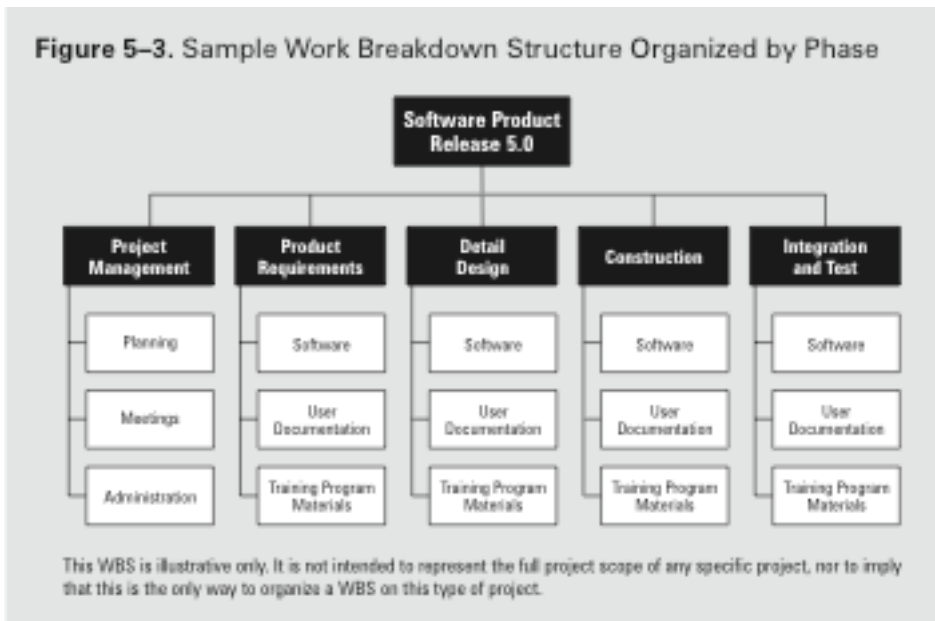 Figure 5–3. Sample Work Breakdown Structure Organized by Phase
Software Product
Release 5.0
Project
Management
Product
Requirements
Detail
Design
Construction
Integration
and Test
Planning
Software
Software
Software
Software
Meetings
User
Documentation
User
Documentation
User
Documentation
User
Documentation
Administration
Training Program
Materials
Training Program
Materials
Training Program
Materials
Training Program
Materials
This WBS is illustrative only. It is not intended to represent the full project scope of any specific project, nor to imply
that this is the only way to organize a WBS on this type of project.